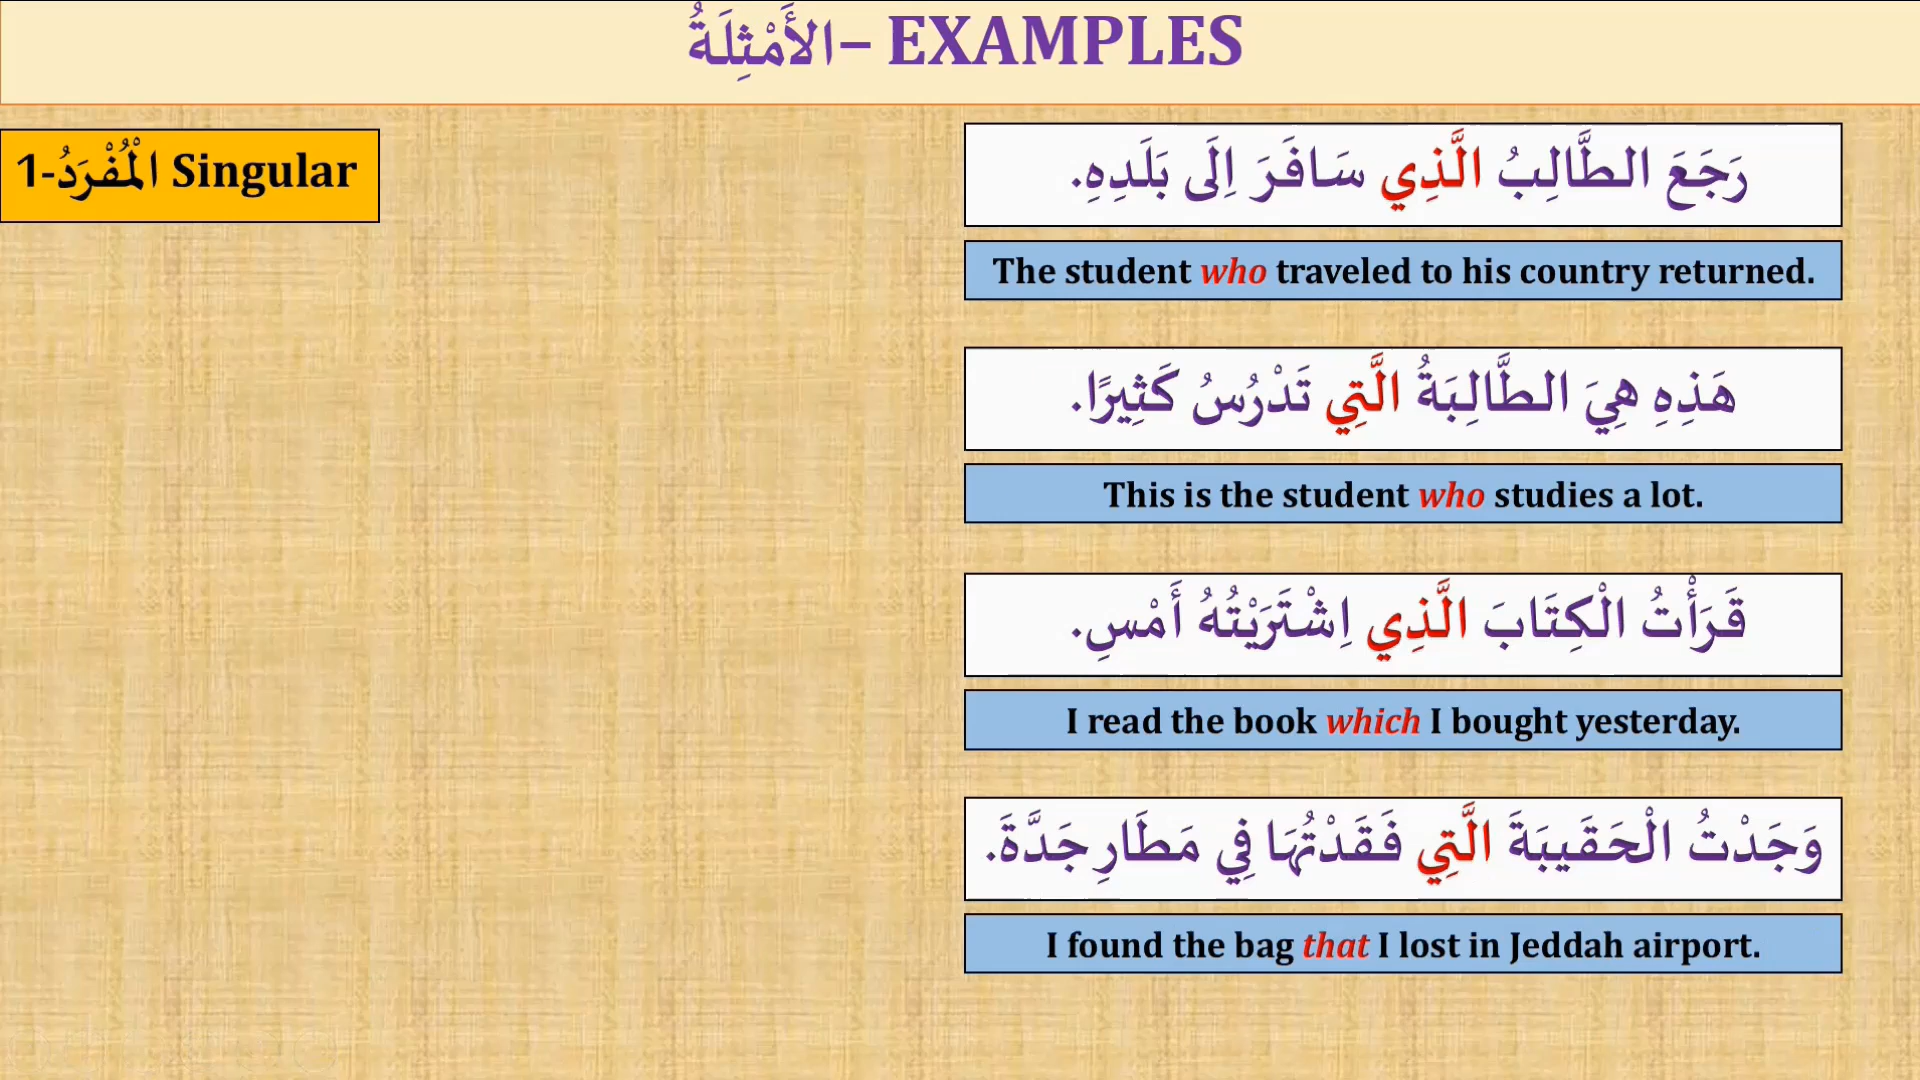 الأَمْثِلَةُ – EXAMPLES
1-الْمُفْرَدُ Singular
رَجَعَ الطَّالِبُ الَّذِي سَافَرَ اِلَى بَلَدِهِ.
The student who traveled to his country returned.
هَذِهِ هِيَ الطَّالِبَةُ الَّتِي تَدْرُسُ كَثِيرًا.
This is the student who studies a lot.
قَرَأْتُ الْكِتَابَ الَّذِي اِشْتَرَيْتُهُ أَمْسِ.
I read the book which I bought yesterday.
وَجَدْتُ الْحَقَيبَةَ الَّتِي فَقَدْتُهَا فِي مَطَارِ جَدَّةَ.
I found the bag that I lost in Jeddah airport.